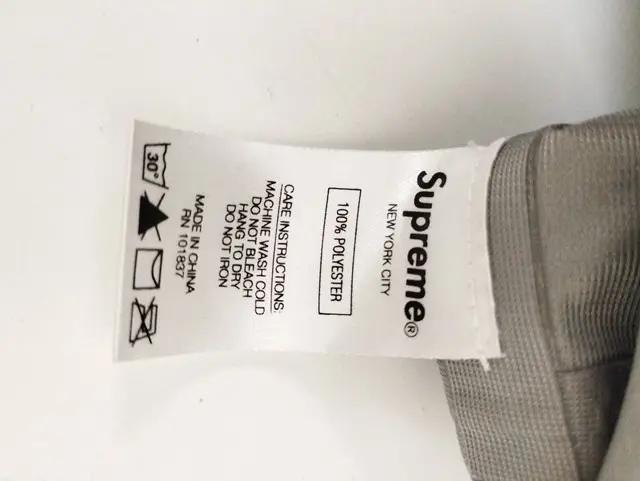 Supreme®
NEW YORK CITY
100% POLYESTER
CARE INSTRUCTIONS:
MACHINE WASH COLD
DO NOT BLEACH
HANG TO DRY
DO NOT IRON
MADE IN CHINA
RN 101837
30°